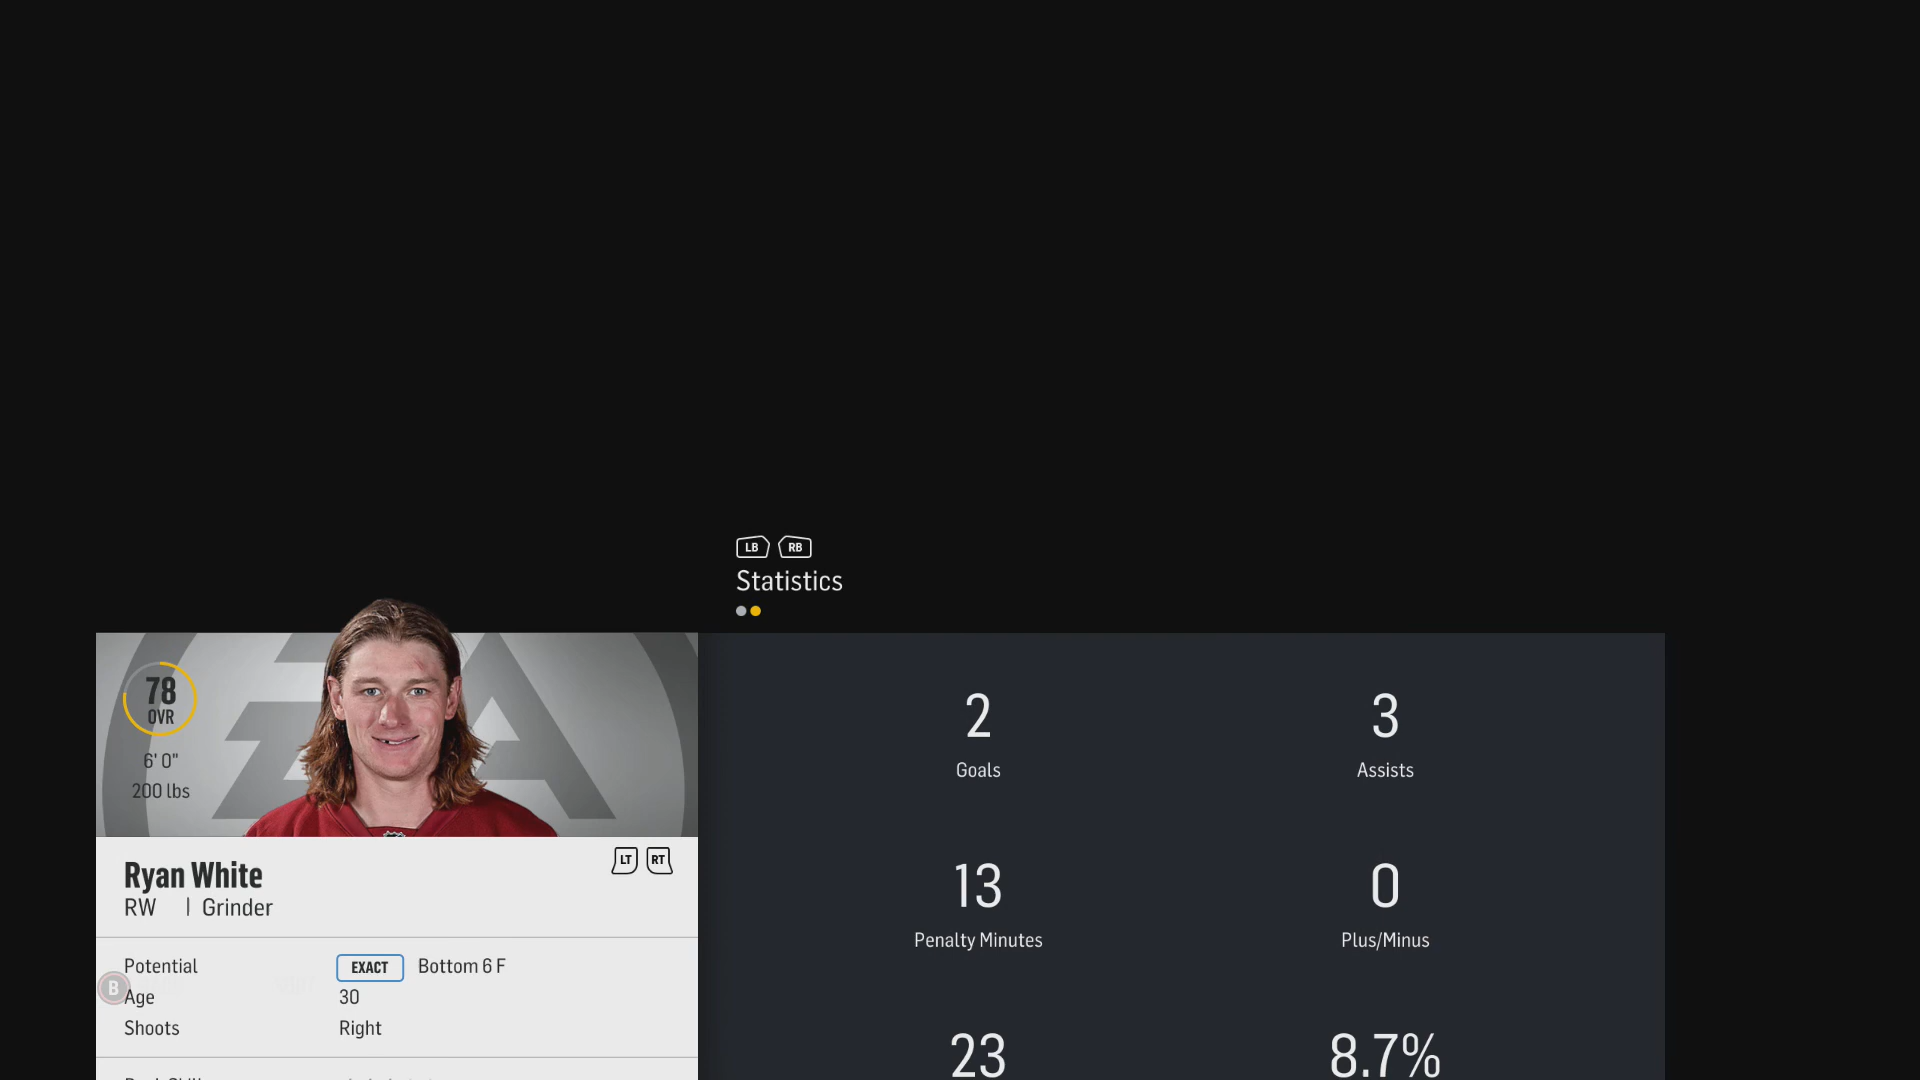 LB RB
Statistics
78
OVR
6' 0"
200 lbs
Ryan White
LT RT
RW | Grinder
Potential EXACT Bottom 6 F
B
Age 30
Shoots Right
2
Goals
3
Assists
13
Penalty Minutes
0
Plus/Minus
23
8.7%